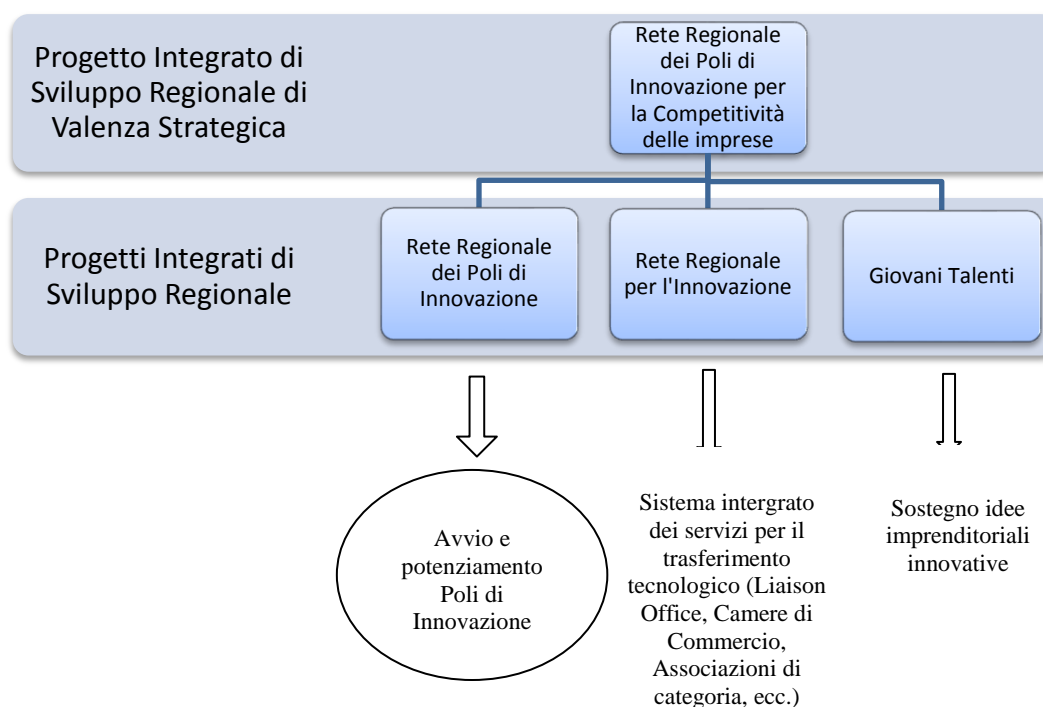 Progetto Integrato di
Sviluppo Regionale di
Valenza Strategica
Rete Regionale
dei Poli di
Innovazione per
la Competitività
delle imprese
Progetti Integrati di
Sviluppo Regionale
Rete Regionale
dei Poli di
Innovazione
Rete Regionale
per l'Innovazione
Giovani Talenti
Avvio e
potenziamento
Poli di
Innovazione
Sistema intergrato
dei servizi per il
trasferimento
tecnologico (Liaison
Office, Camere di
Commercio,
Associazioni di
categoria, ecc.)
Sostegno idee
imprenditoriali
innovative